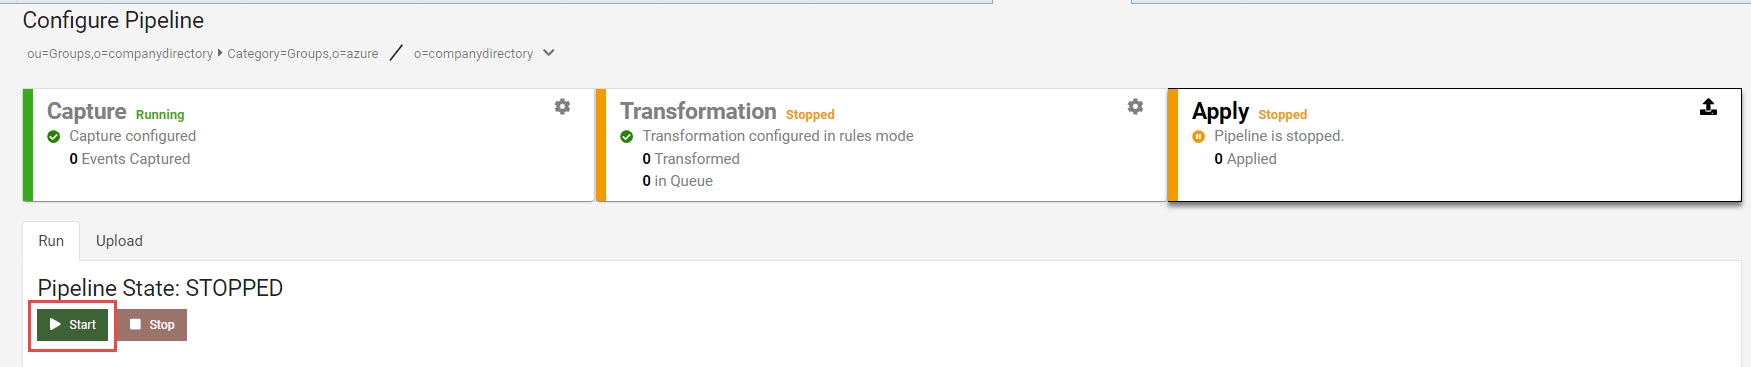 Configure Pipeline
ou=Groups,o=companydirectory Category=Groups,o=azure / o=companydirectory
Capture Running
Capture configured
0 Events Captured
Transformation Stopped
Transformation configured in rules mode
0 Transformed
0 in Queue
Apply Stopped
Pipeline is stopped.
0 Applied
Run Upload
Pipeline State: STOPPED
Start Stop